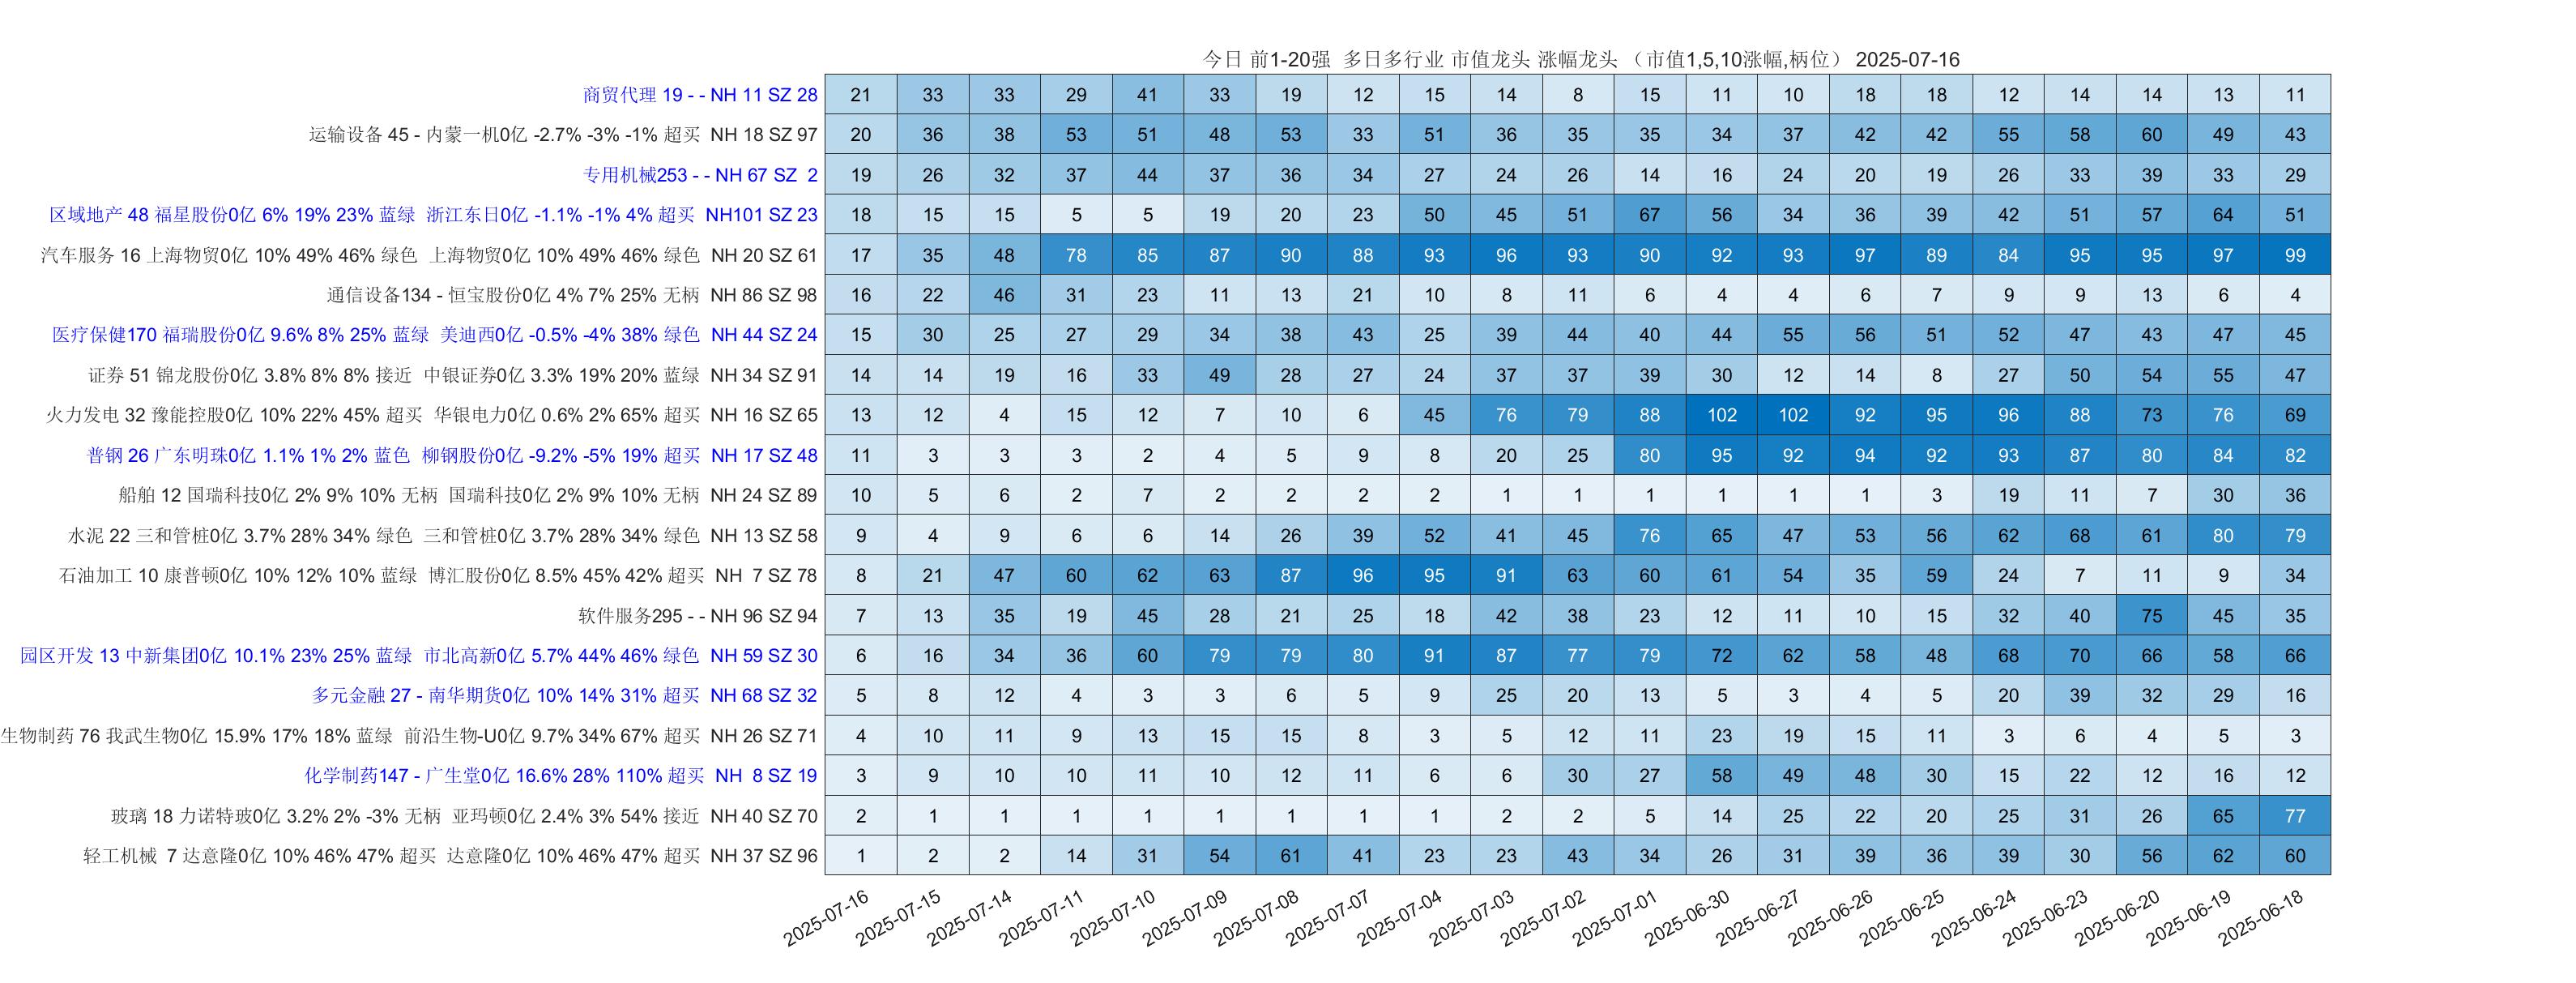 今日 前1-20强 多日多行业 市值龙头 涨幅龙头 （市值1,5,10涨幅,柄位） 2025-07-16
商贸代理 19 - - NH 11 SZ 28 21 33 33 29 41 33 19 12 15 14 8 15 11 10 18 18 12 14 14 13 11
运输设备 45 - 内蒙一机0亿 -2.7% -3% -1% 超买 NH 18 SZ 97 20 36 38 53 51 48 53 33 51 36 35 35 34 37 42 42 55 58 60 49 43
专用机械253 - - NH 67 SZ 2 19 26 32 37 44 37 36 34 27 24 26 14 16 24 20 19 26 33 39 33 29
区域地产 48 福星股份0亿 6% 19% 23% 蓝绿 浙江东日0亿 -1.1% -1% 4% 超买 NH101 SZ 23 18 15 15 5 5 19 20 23 50 45 51 67 56 34 36 39 42 51 57 64 51
汽车服务 16 上海物贸0亿 10% 49% 46% 绿色 上海物贸0亿 10% 49% 46% 绿色 NH 20 SZ 61 17 35 48 78 85 87 90 88 93 96 93 90 92 93 97 89 84 95 95 97 99
通信设备134 - 恒宝股份0亿 4% 7% 25% 无柄 NH 86 SZ 98 16 22 46 31 23 11 13 21 10 8 11 6 4 4 6 7 9 9 13 6 4
医疗保健170 福瑞股份0亿 9.6% 8% 25% 蓝绿 美迪西0亿 -0.5% -4% 38% 绿色 NH 44 SZ 24 15 30 25 27 29 34 38 43 25 39 44 40 44 55 56 51 52 47 43 47 45
证券 51 锦龙股份0亿 3.8% 8% 8% 接近 中银证券0亿 3.3% 19% 20% 蓝绿 NH 34 SZ 91 14 14 19 16 33 49 28 27 24 37 37 39 30 12 14 8 27 50 54 55 47
火力发电 32 豫能控股0亿 10% 22% 45% 超买 华银电力0亿 0.6% 2% 65% 超买 NH 16 SZ 65 13 12 4 15 12 7 10 6 45 76 79 88 102 102 92 95 96 88 73 76 69
普钢 26 广东明珠0亿 1.1% 1% 2% 蓝色 柳钢股份0亿 -9.2% -5% 19% 超买 NH 17 SZ 48 11 3 3 3 2 4 5 9 8 20 25 80 95 92 94 92 93 87 80 84 82
船舶 12 国瑞科技0亿 2% 9% 10% 无柄 国瑞科技0亿 2% 9% 10% 无柄 NH 24 SZ 89 10 5 6 2 7 2 2 2 2 1 1 1 1 1 1 3 19 11 7 30 36
水泥 22 三和管桩0亿 3.7% 28% 34% 绿色 三和管桩0亿 3.7% 28% 34% 绿色 NH 13 SZ 58 9 4 9 6 6 14 26 39 52 41 45 76 65 47 53 56 62 68 61 80 79
石油加工 10 康普顿0亿 10% 12% 10% 蓝绿 博汇股份0亿 8.5% 45% 42% 超买 NH 7 SZ 78 8 21 47 60 62 63 87 96 95 91 63 60 61 54 35 59 24 7 11 9 34
软件服务295 - - NH 96 SZ 94 7 13 35 19 45 28 21 25 18 42 38 23 12 11 10 15 32 40 75 45 35
园区开发 13 中新集团0亿 10.1% 23% 25% 蓝绿 市北高新0亿 5.7% 44% 46% 绿色 NH 59 SZ 30 6 16 34 36 60 79 79 80 91 87 77 79 72 62 58 48 68 70 66 58 66
多元金融 27 - 南华期货0亿 10% 14% 31% 超买 NH 68 SZ 32 5 8 12 4 3 3 6 5 9 25 20 13 5 3 4 5 20 39 32 29 16
生物制药 76 我武生物0亿 15.9% 17% 18% 蓝绿 前沿生物-U0亿 9.7% 34% 67% 超买 NH 26 SZ 71 4 10 11 9 13 15 15 8 3 5 12 11 23 19 15 11 3 6 4 5 3
化学制药147 - 广生堂0亿 16.6% 28% 110% 超买 NH 8 SZ 19 3 9 10 10 11 10 12 11 6 6 30 27 58 49 48 30 15 22 12 16 12
玻璃 18 力诺特玻0亿 3.2% 2% -3% 无柄 亚玛顿0亿 2.4% 3% 54% 接近 NH 40 SZ 70 2 1 1 1 1 1 1 1 1 2 2 5 14 25 22 20 25 31 26 65 77
轻工机械 7 达意隆0亿 10% 46% 47% 超买 达意隆0亿 10% 46% 47% 超买 NH 37 SZ 96 1 2 2 14 31 54 61 41 23 23 43 34 26 31 39 36 39 30 56 62 60
2025-07-16 2025-07-15 2025-07-14 2025-07-11 2025-07-10 2025-07-09 2025-07-08 2025-07-07 2025-07-04 2025-07-03 2025-07-02 2025-07-01 2025-06-30 2025-06-27 2025-06-26 2025-06-25 2025-06-24 2025-06-23 2025-06-20 2025-06-19 2025-06-18